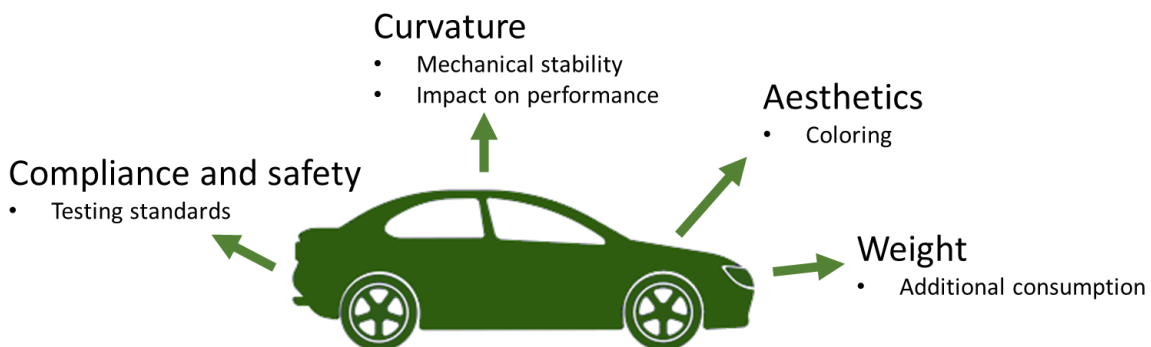 Curvature
• Mechanical stability
• Impact on performance
Aesthetics
• Coloring
Compliance and safety
• Testing standards
Weight
• Additional consumption